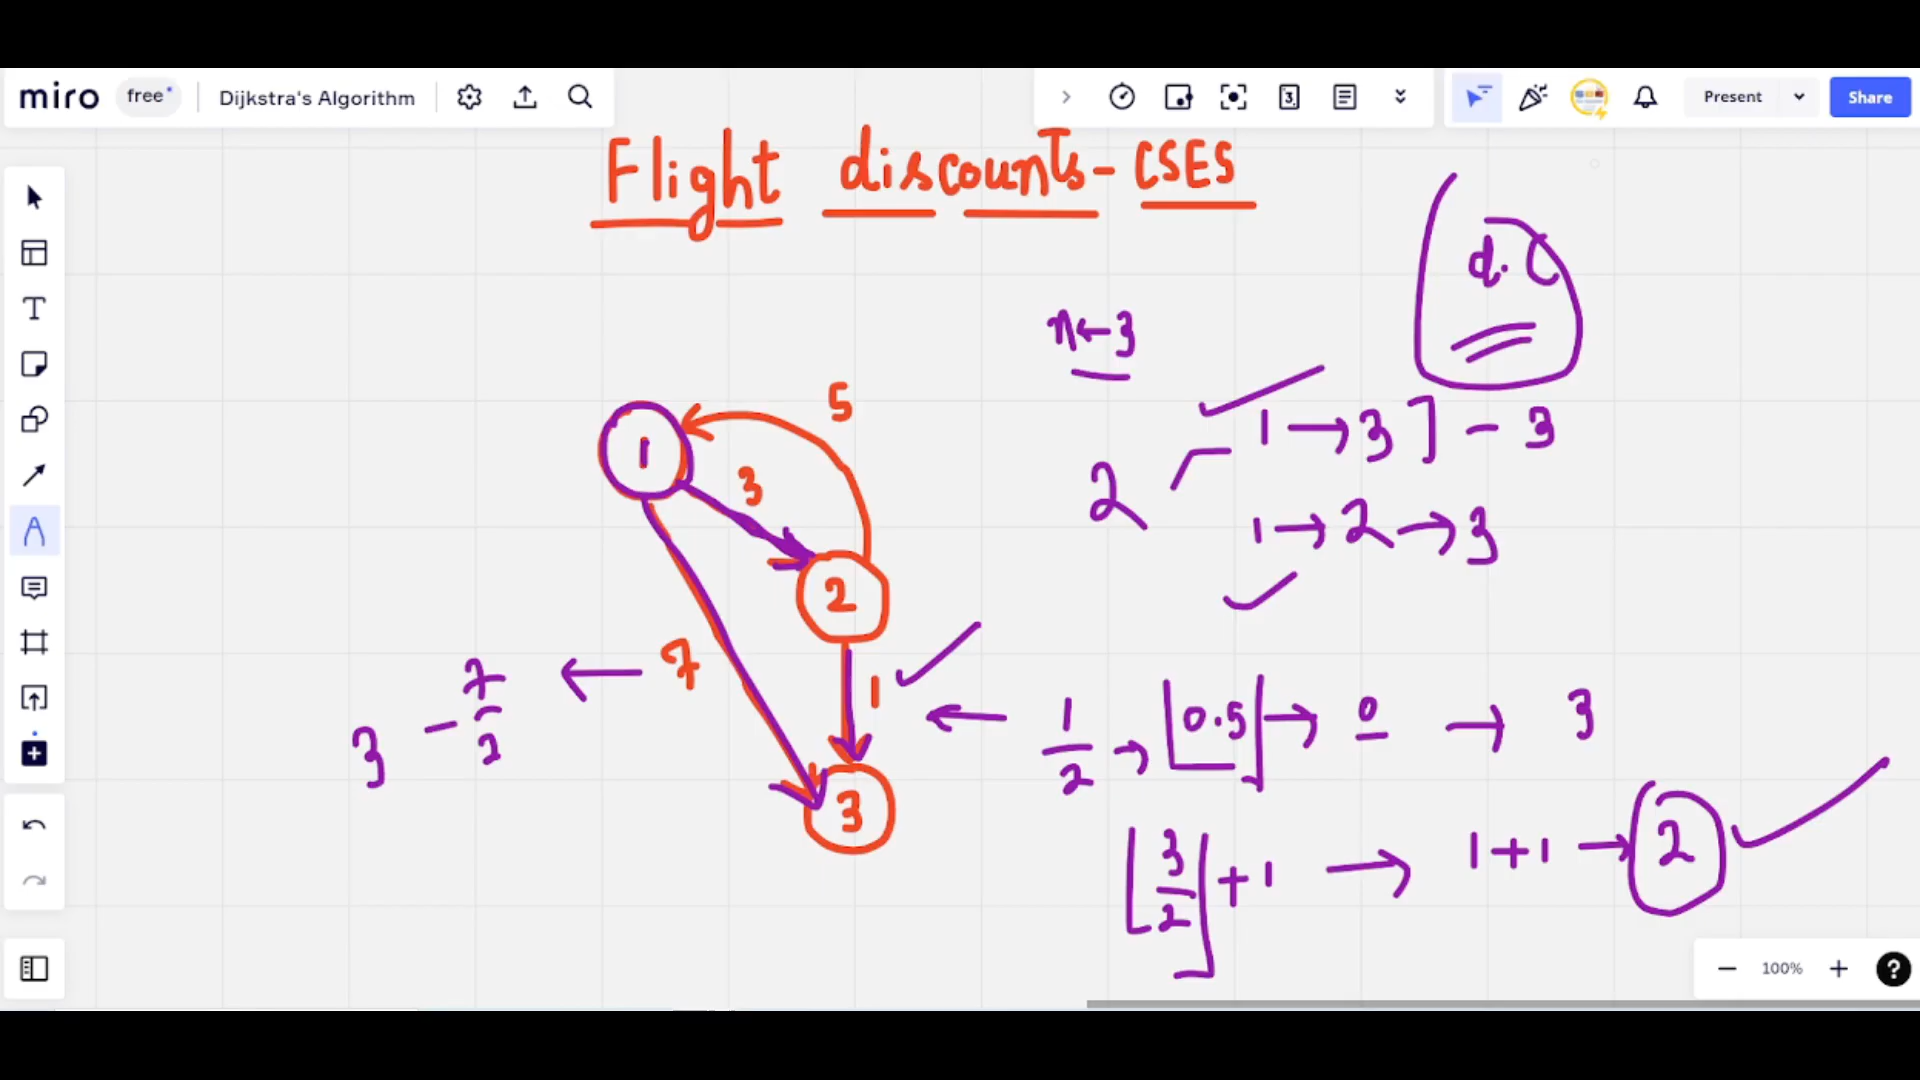 miro free Dijkstra's Algorithm 3 Present Share
Flight discounts - CSES
d. C
n ← 3
5
1 → 3 ] - 3
1
3
2
1 → 2 → 3
2
7
7/2
3 -
1
← 1/2 → ⌊0.5⌋ → 0 → 3
3
⌊3/2⌋ + 1 → 1 + 1 → 2
100% ?